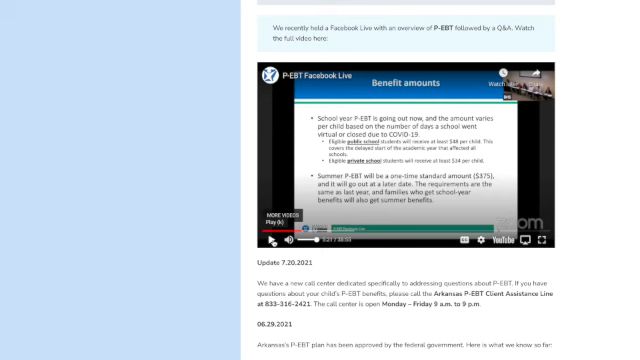 We recently held a Facebook Live with an overview of P-EBT followed by a Q&A. Watch
the full video here:
P-EBT Facebook Live
Benefit amounts
• School year P-EBT is going out now, and the amount varies
per child based on the number of days a school went
virtual or closed due to COVID-19.
• Eligible public school students will receive at least $48 per child. This
covers the delayed start of the academic year that affected all
schools.
• Eligible private school students will receive at least $34 per child.
• Summer P-EBT will be a one-time standard amount ($375),
and it will go out at a later date. The requirements are the
same as last year, and families who get school-year
benefits will also get summer benefits.
MORE VIDEOS
Play (k)
YouTube
Update 7.20.2021
We have a new call center dedicated specifically to addressing questions about P-EBT. If you have
questions about your child's P-EBT benefits, please call the Arkansas P-EBT Client Assistance Line
at 833-316-2421. The call center is open Monday – Friday 9 a.m. to 9 p.m.
06.29.2021
Arkansas's P-EBT plan has been approved by the federal government. Here is what we know so far: